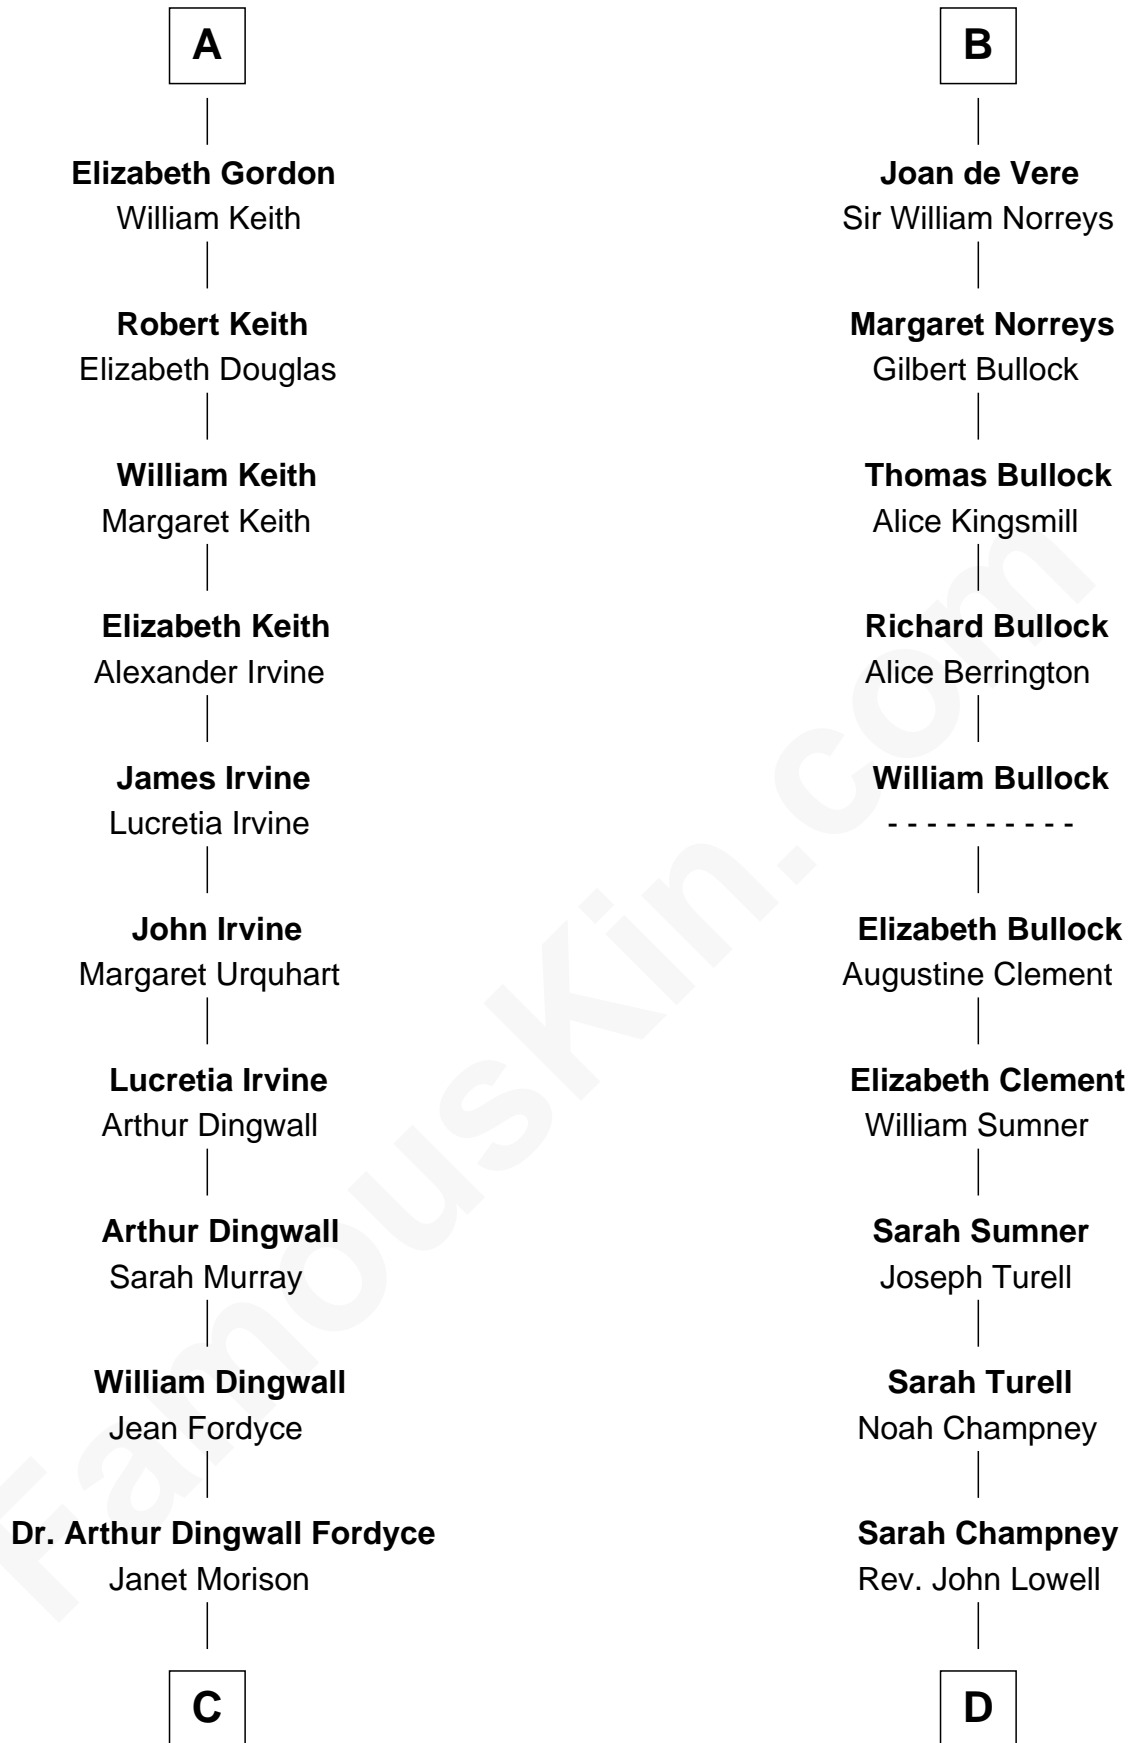 A
Elizabeth Gordon
William Keith
Robert Keith
Elizabeth Douglas
William Keith
Margaret Keith
Elizabeth Keith
Alexander Irvine
James Irvine
Lucretia Irvine
John Irvine
Margaret Urquhart
Lucretia Irvine
Arthur Dingwall
Arthur Dingwall
Sarah Murray
William Dingwall
Jean Fordyce
Dr. Arthur Dingwall Fordyce
Janet Morison
C
B
Joan de Vere
Sir William Norreys
Margaret Norreys
Gilbert Bullock
Thomas Bullock
Alice Kingsmill
Richard Bullock
Alice Berrington
William Bullock
- - - - - - - - - -
Elizabeth Bullock
Augustine Clement
Elizabeth Clement
William Sumner
Sarah Sumner
Joseph Turell
Sarah Turell
Noah Champney
Sarah Champney
Rev. John Lowell
D
FamousKin.com